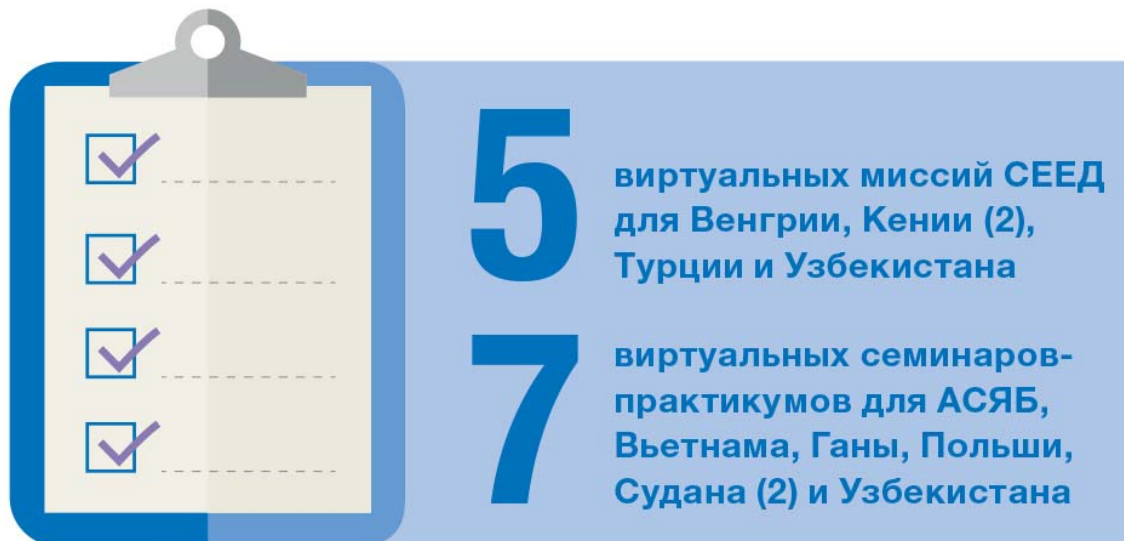 5
виртуальных миссий СЕЕД
для Венгрии, Кении (2),
Турции и Узбекистана
7
виртуальных семинаров-
практикумов для АСЯБ,
Вьетнама, Ганы, Польши,
Судана (2) и Узбекистана